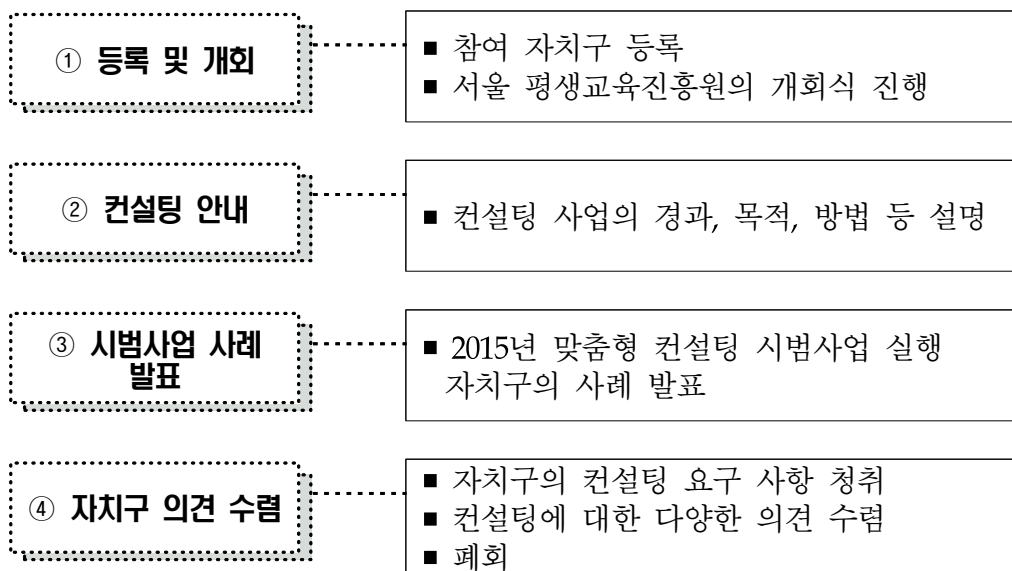 ① 등록 및 개회
■ 참여 자치구 등록
■ 서울 평생교육진흥원의 개회식 진행
② 컨설팅 안내
■ 컨설팅 사업의 경과, 목적, 방법 등 설명
③ 시범사업 사례
발표
■ 2015년 맞춤형 컨설팅 시범사업 실행
자치구의 사례 발표
④ 자치구 의견 수렴
■ 자치구의 컨설팅 요구 사항 청취
■ 컨설팅에 대한 다양한 의견 수렴
■ 폐회